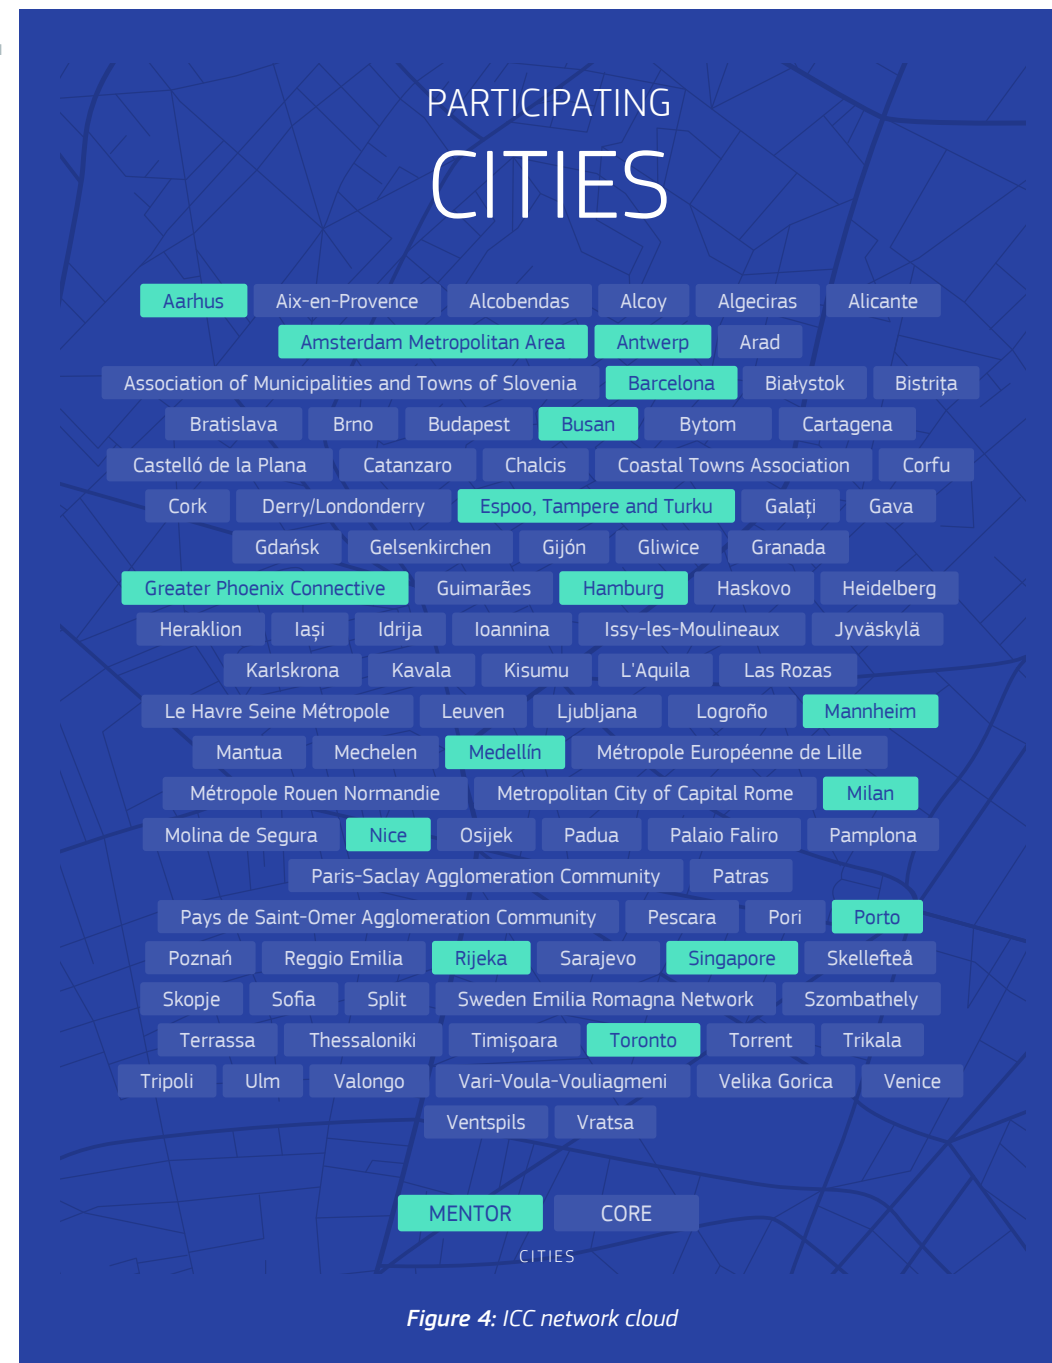 PARTICIPATING
CITIES
Aarhus Aix-en-Provence Alcobendas Alcoy Algeciras Alicante
Amsterdam Metropolitan Area Antwerp Arad
Association of Municipalities and Towns of Slovenia Barcelona Białystok Bistrița
Bratislava Brno Budapest Busan Bytom Cartagena
Castelló de la Plana Catanzaro Chalcis Coastal Towns Association Corfu
Cork Derry/Londonderry Espoo, Tampere and Turku Galați Gava
Gdańsk Gelsenkirchen Gijón Gliwice Granada
Greater Phoenix Connective Guimarães Hamburg Haskovo Heidelberg
Heraklion Iași Idrija Ioannina Issy-les-Moulineaux Jyväskylä
Karlskrona Kavala Kisumu L'Aquila Las Rozas
Le Havre Seine Métropole Leuven Ljubljana Logroño Mannheim
Mantua Mechelen Medellín Métropole Européenne de Lille
Métropole Rouen Normandie Metropolitan City of Capital Rome Milan
Molina de Segura Nice Osijek Padua Palaio Faliro Pamplona
Paris-Saclay Agglomeration Community Patras
Pays de Saint-Omer Agglomeration Community Pescara Pori Porto
Poznań Reggio Emilia Rijeka Sarajevo Singapore Skellefteå
Skopje Sofia Split Sweden Emilia Romagna Network Szombathely
Terrassa Thessaloniki Timișoara Toronto Torrent Trikala
Tripoli Ulm Valongo Vari-Voula-Vouliagmeni Velika Gorica Venice
Ventspils Vratsa
MENTOR CORE
CITIES
Figure 4: ICC network cloud